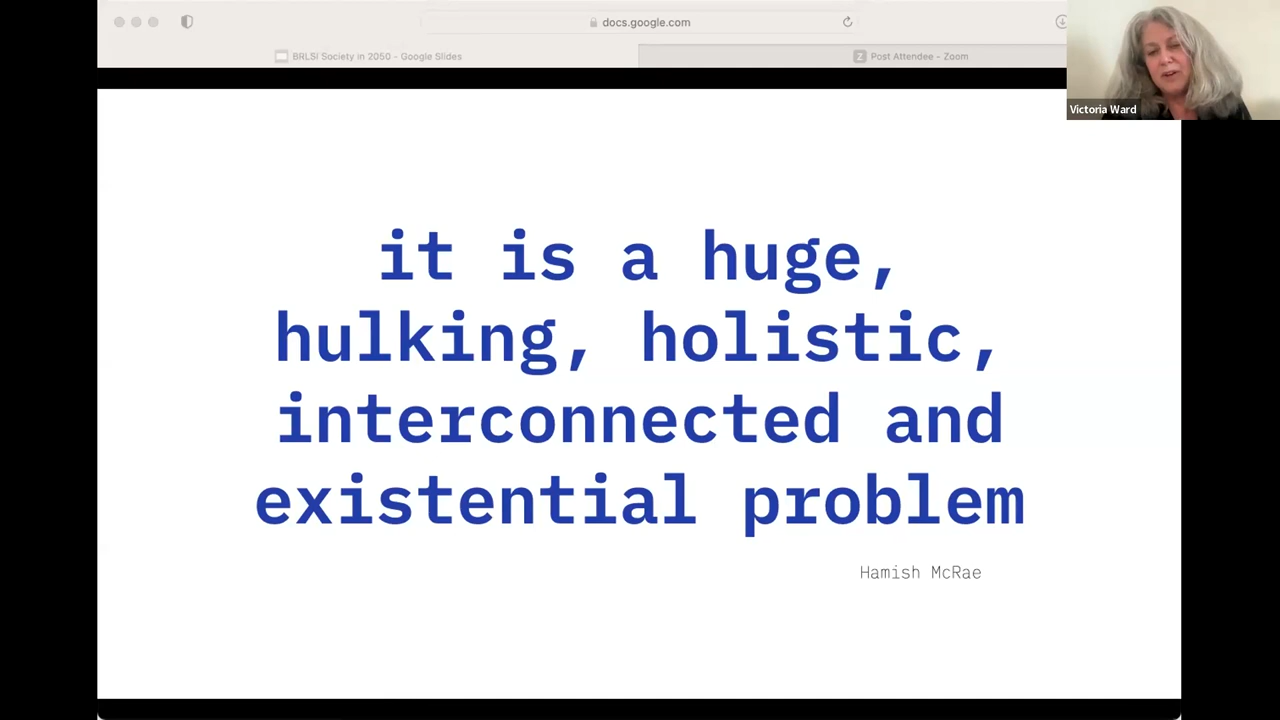 docs.google.com
BRLSi Society in 2050 - Google Slides
Z Post Attendee - Zoom
Victoria Ward
it is a huge,
hulking, holistic,
interconnected and
existential problem
Hamish McRae